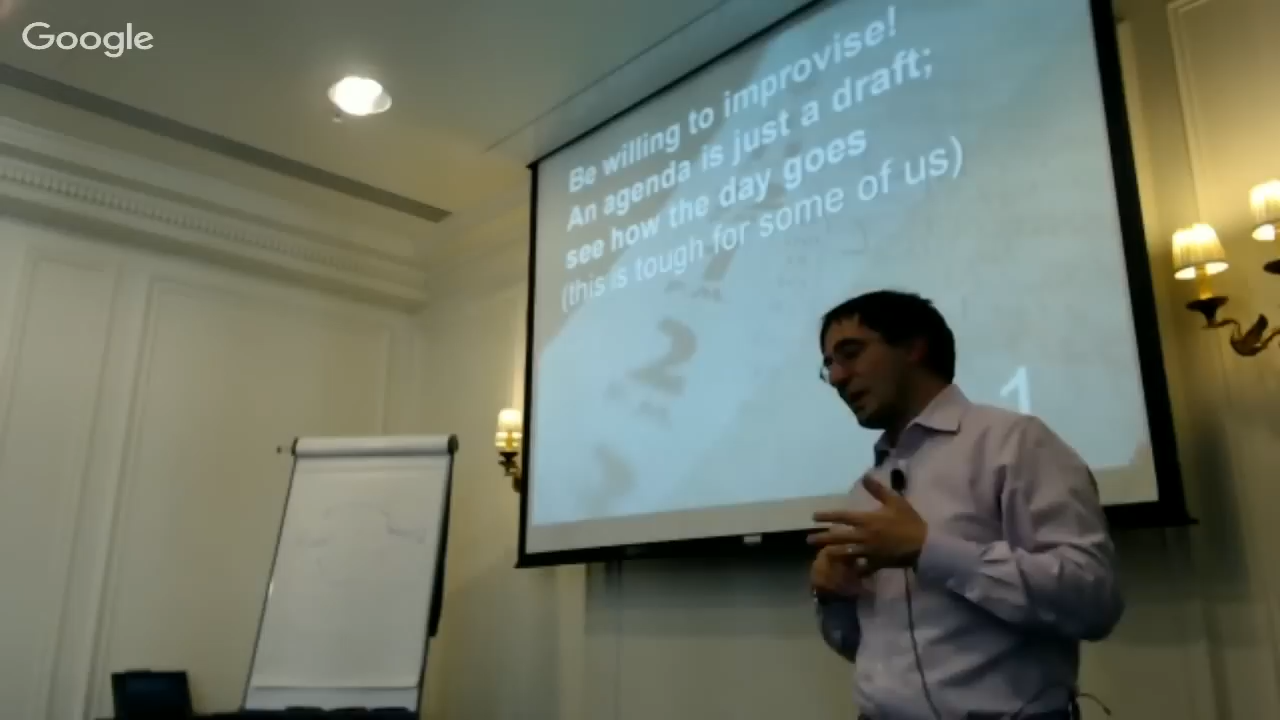 Google
Be willing to improvise!
An agenda is just a draft;
see how the day goes
(this is tough for some of us)
2
1